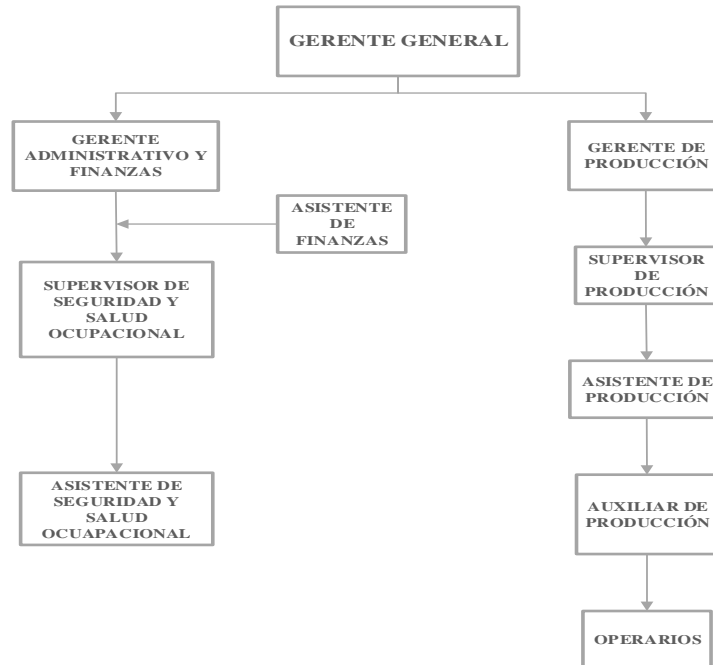 GERENTE GENERAL
GERENTE
ADMINISTRATIVO Y
FINANZAS
ASISTENTE
DE
FINANZAS
SUPERVISOR DE
SEGURIDAD Y
SALUD
OCUPACIONAL
ASISTENTE DE
SEGURIDAD Y
SALUD
OCUAPACIONAL
GERENTE DE
PRODUCCIÓN
SUPERVISOR
DE
PRODUCCIÓN
ASISTENTE DE
PRODUCCIÓN
AUXILIAR DE
PRODUCCIÓN
OPERARIOS